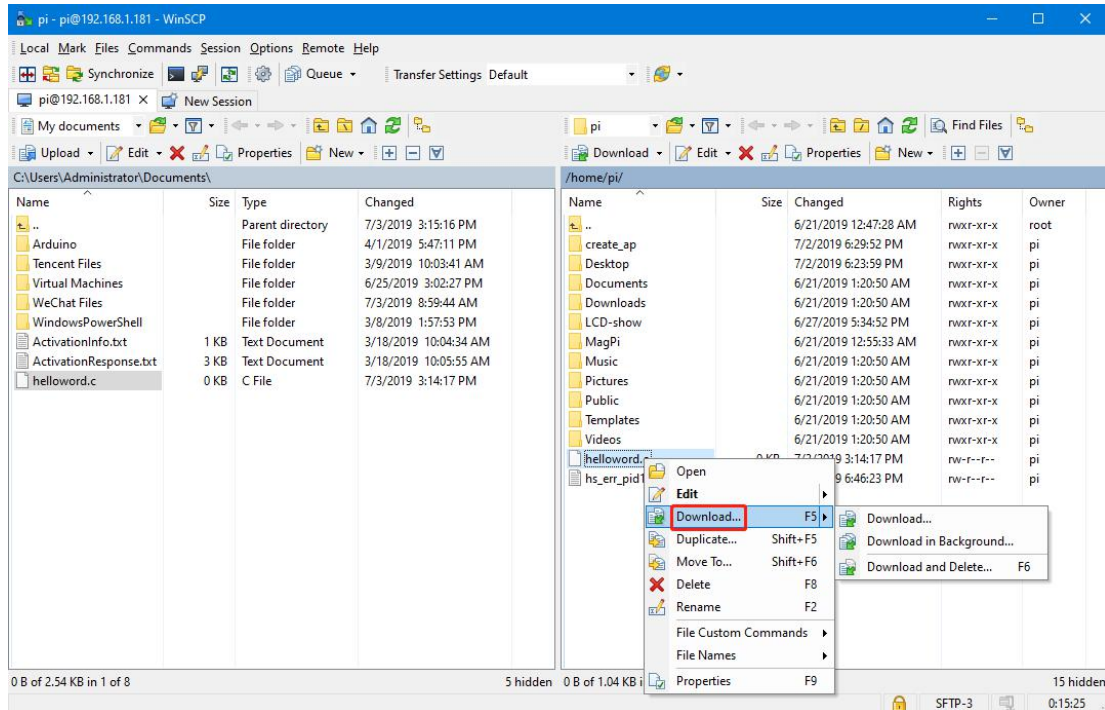 pi - pi@192.168.1.181 - WinSCP
Local Mark Files Commands Session Options Remote Help
Synchronize Queue Transfer Settings Default
pi@192.168.1.181 X New Session
My documents
pi Find Files
Upload Edit Properties New
Download Edit Properties New
C:\Users\Administrator\Documents\
Name Size Type Changed
.. Parent directory 7/3/2019 3:15:16 PM
Arduino File folder 4/1/2019 5:47:11 PM
Tencent Files File folder 3/9/2019 10:03:41 AM
Virtual Machines File folder 6/25/2019 3:02:27 PM
WeChat Files File folder 7/3/2019 8:59:44 AM
WindowsPowerShell File folder 3/8/2019 1:57:53 PM
ActivationInfo.txt 1 KB Text Document 3/18/2019 10:04:34 AM
ActivationResponse.txt 3 KB Text Document 3/18/2019 10:05:55 AM
helloword.c 0 KB C File 7/3/2019 3:14:17 PM
0 B of 2.54 KB in 1 of 8 5 hidden
/home/pi/
Name Size Changed Rights Owner
.. 6/21/2019 12:47:28 AM rwxr-xr-x root
create_ap 7/2/2019 6:29:52 PM rwxr-xr-x pi
Desktop 7/2/2019 6:23:59 PM rwxr-xr-x pi
Documents 6/21/2019 1:20:50 AM rwxr-xr-x pi
Downloads 6/21/2019 1:20:50 AM rwxr-xr-x pi
LCD-show 6/27/2019 5:34:52 PM rwxr-xr-x pi
MagPi 6/21/2019 12:55:33 AM rwxr-xr-x pi
Music 6/21/2019 1:20:50 AM rwxr-xr-x pi
Pictures 6/21/2019 1:20:50 AM rwxr-xr-x pi
Public 6/21/2019 1:20:50 AM rwxr-xr-x pi
Templates 6/21/2019 1:20:50 AM rwxr-xr-x pi
Videos 6/21/2019 1:20:50 AM rwxr-xr-x pi
helloword. 3:14:17 PM rw-r--r-- pi
hs_err_pid1 9 6:46:23 PM rw-r--r-- pi
Open
Edit
Download... F5
Duplicate... Shift+F5
Move To... Shift+F6
Delete F8
Rename F2
File Custom Commands
File Names
Properties F9
Download...
Download in Background...
Download and Delete... F6
0 B of 1.04 KB i 15 hidden
SFTP-3 0:15:25